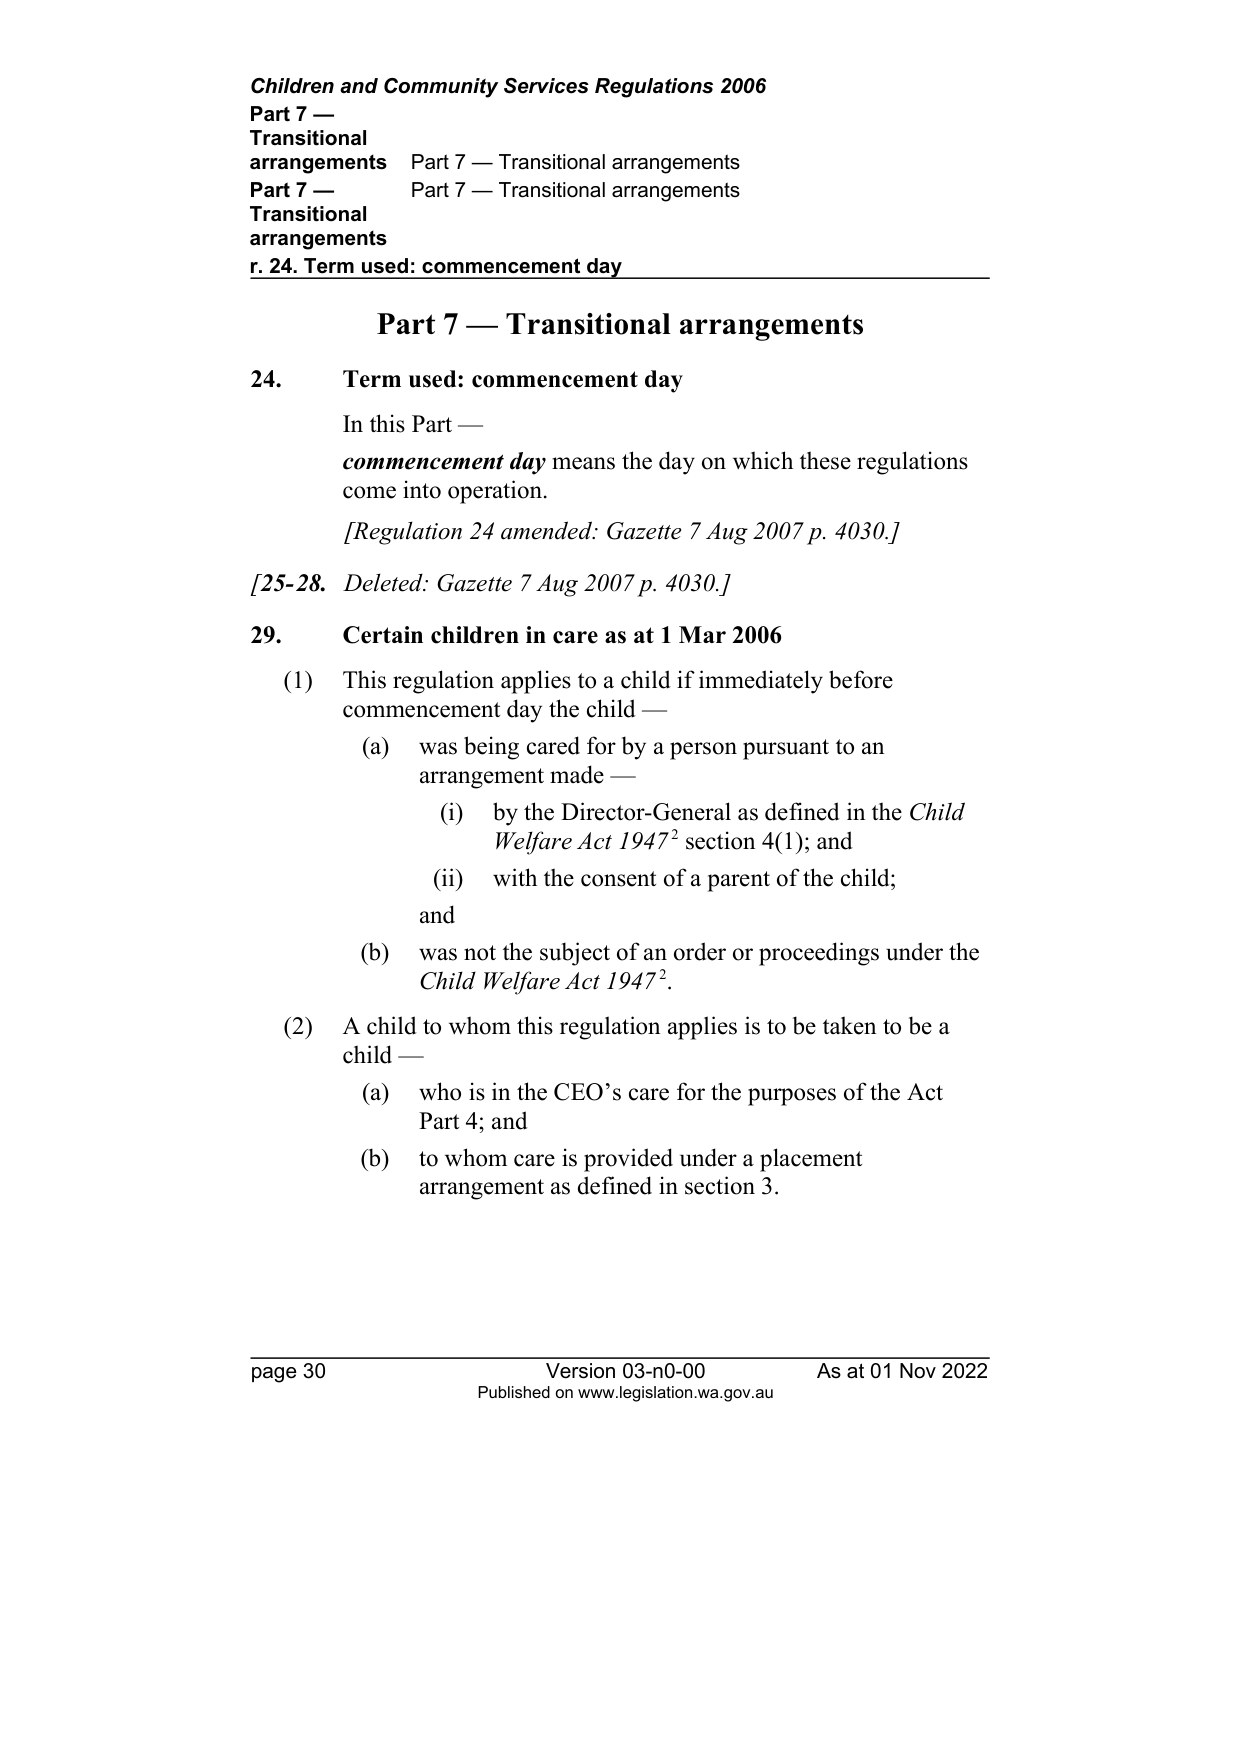 Children and Community Services Regulations 2006
Part 7 —
Transitional
arrangements Part 7 — Transitional arrangements
Part 7 — Part 7 — Transitional arrangements
Transitional
arrangements
r. 24. Term used: commencement day
Part 7 — Transitional arrangements
24. Term used: commencement day
In this Part —
commencement day means the day on which these regulations
come into operation.
[Regulation 24 amended: Gazette 7 Aug 2007 p. 4030.]
[25-28. Deleted: Gazette 7 Aug 2007 p. 4030.]
29. Certain children in care as at 1 Mar 2006
(1) This regulation applies to a child if immediately before
commencement day the child —
(a) was being cared for by a person pursuant to an
arrangement made —
(i) by the Director-General as defined in the Child
Welfare Act 1947 2 section 4(1); and
(ii) with the consent of a parent of the child;
and
(b) was not the subject of an order or proceedings under the
Child Welfare Act 1947 2.
(2) A child to whom this regulation applies is to be taken to be a
child —
(a) who is in the CEO’s care for the purposes of the Act
Part 4; and
(b) to whom care is provided under a placement
arrangement as defined in section 3.
page 30 Version 03-n0-00 As at 01 Nov 2022
Published on www.legislation.wa.gov.au